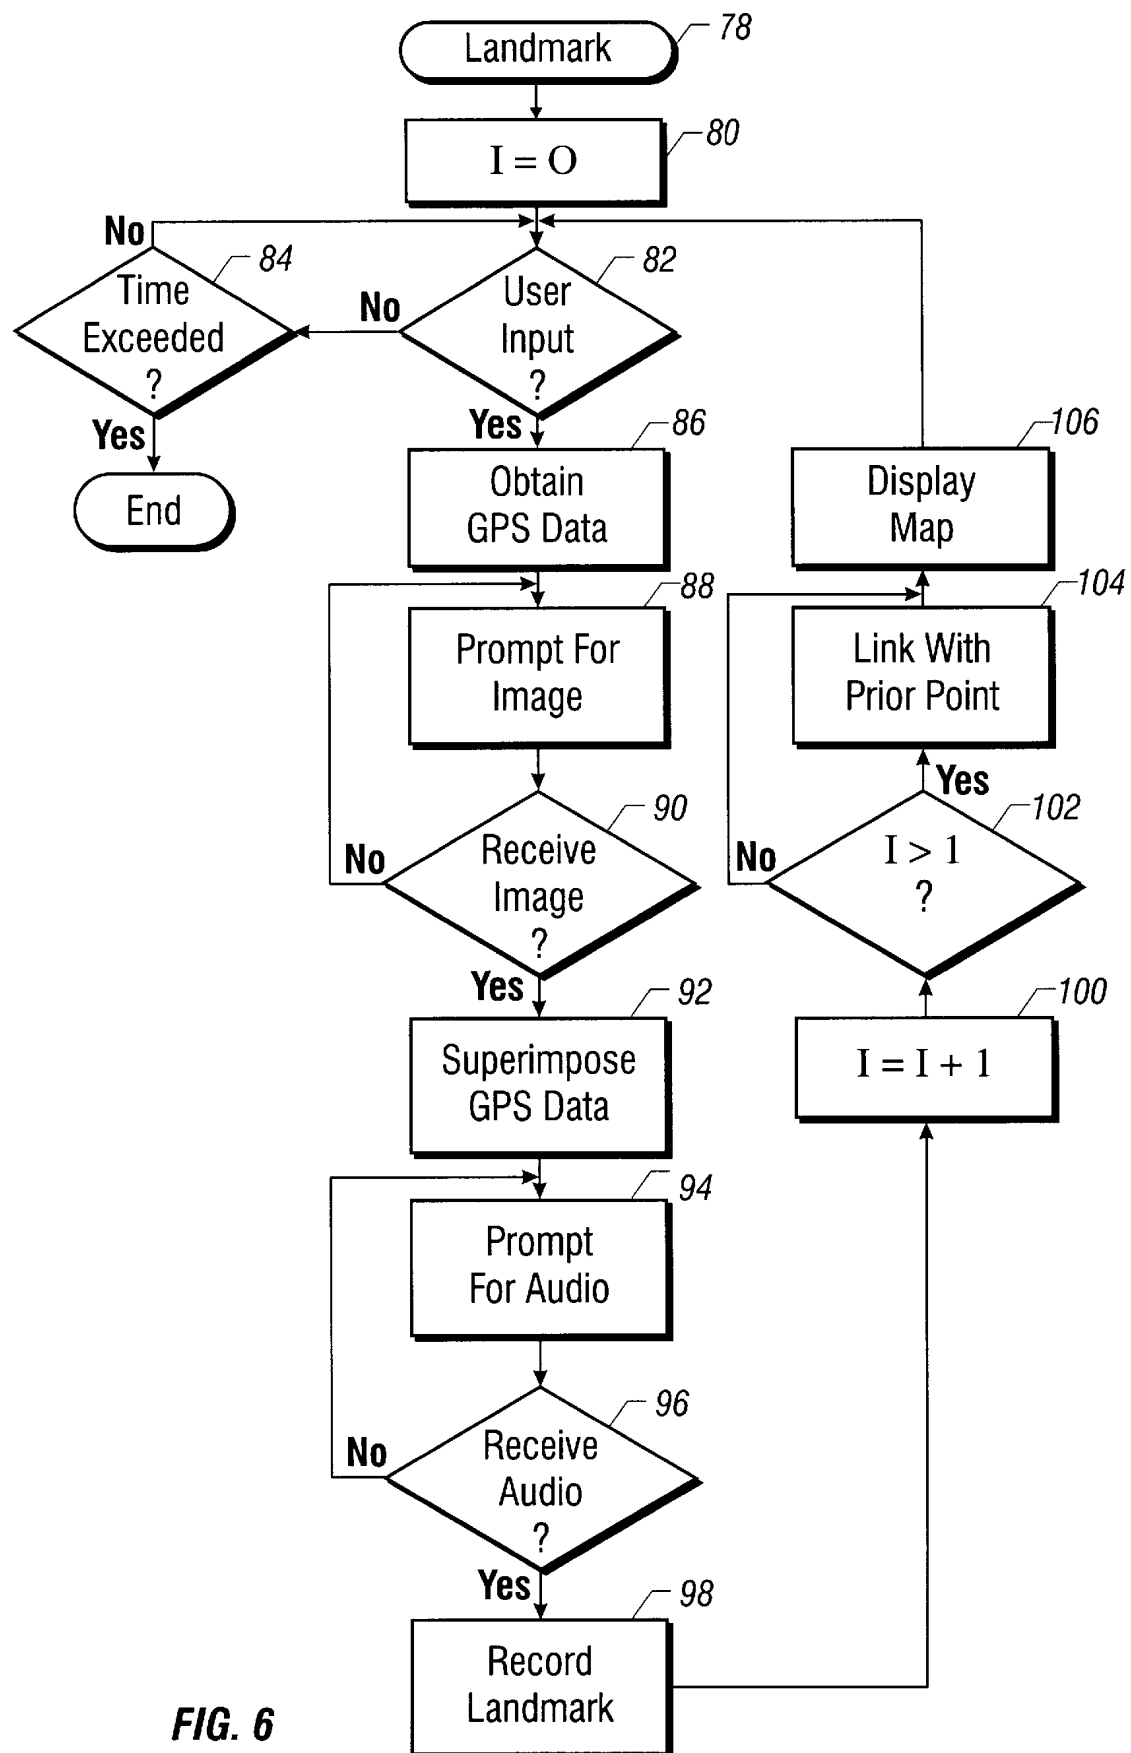 Landmark
78
I = O
80
No
Time
Exceeded
?
84
No
User
Input
?
82
Yes
End
Yes
Obtain
GPS Data
86
Display
Map
106
Prompt For
Image
88
Link With
Prior Point
104
Yes
Receive
Image
?
90
No
I > 1
?
102
No
Yes
Superimpose
GPS Data
92
I = I + 1
100
Prompt
For Audio
94
Receive
Audio
?
96
No
Yes
Record
Landmark
98
FIG. 6